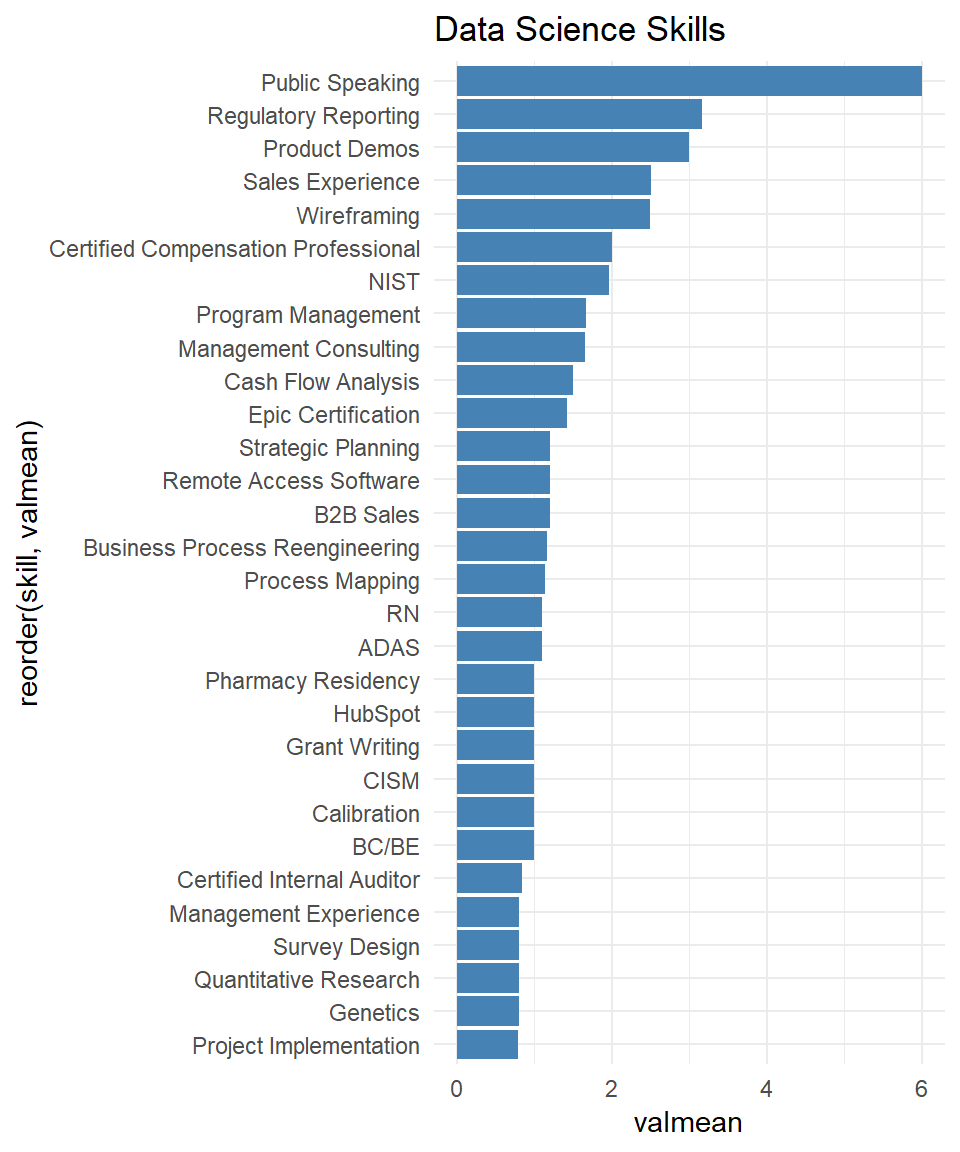 Data Science Skills
Public Speaking
Regulatory Reporting
Product Demos
Sales Experience
Wireframing
Certified Compensation Professional
NIST
Program Management
Management Consulting
Cash Flow Analysis
Epic Certification
Strategic Planning
Remote Access Software
B2B Sales
Business Process Reengineering
Process Mapping
RN
ADAS
Pharmacy Residency
HubSpot
Grant Writing
CISM
Calibration
BC/BE
Certified Internal Auditor
Management Experience
Survey Design
Quantitative Research
Genetics
Project Implementation
reorder(skill, valmean)
0 2 4 6
valmean